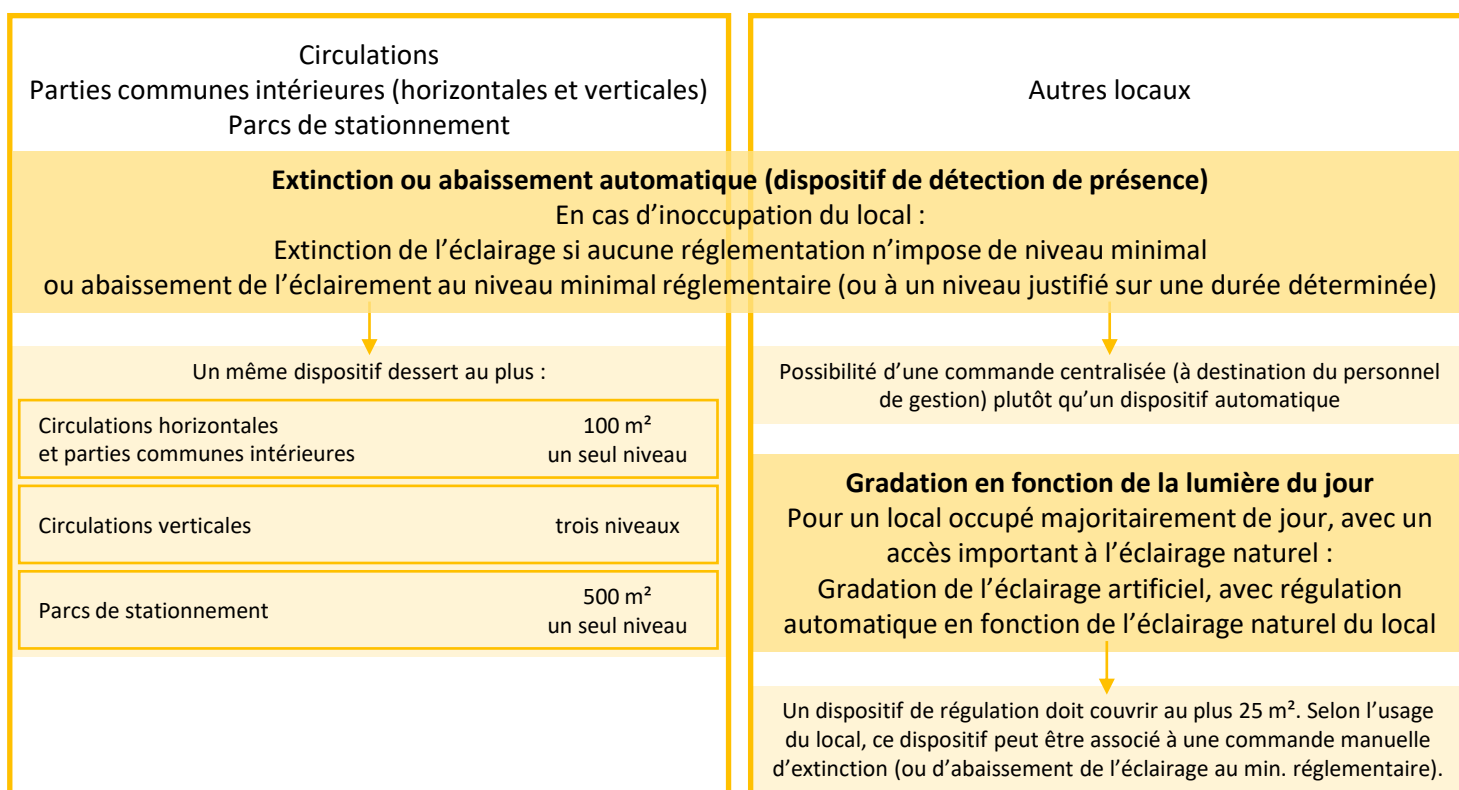 Circulations
Parties communes intérieures (horizontales et verticales)
Parcs de stationnement
Autres locaux
Extinction ou abaissement automatique (dispositif de détection de présence)
En cas d’inoccupation du local :
Extinction de l’éclairage si aucune réglementation n’impose de niveau minimal
ou abaissement de l’éclairement au niveau minimal réglementaire (ou à un niveau justifié sur une durée déterminée)
Un même dispositif dessert au plus :
Circulations horizontales
et parties communes intérieures
100 m²
un seul niveau
Circulations verticales
trois niveaux
Parcs de stationnement
500 m²
un seul niveau
Possibilité d’une commande centralisée (à destination du personnel
de gestion) plutôt qu’un dispositif automatique
Gradation en fonction de la lumière du jour
Pour un local occupé majoritairement de jour, avec un
accès important à l’éclairage naturel :
Gradation de l’éclairage artificiel, avec régulation
automatique en fonction de l’éclairage naturel du local
Un dispositif de régulation doit couvrir au plus 25 m². Selon l’usage
du local, ce dispositif peut être associé à une commande manuelle
d’extinction (ou d’abaissement de l’éclairage au min. réglementaire).